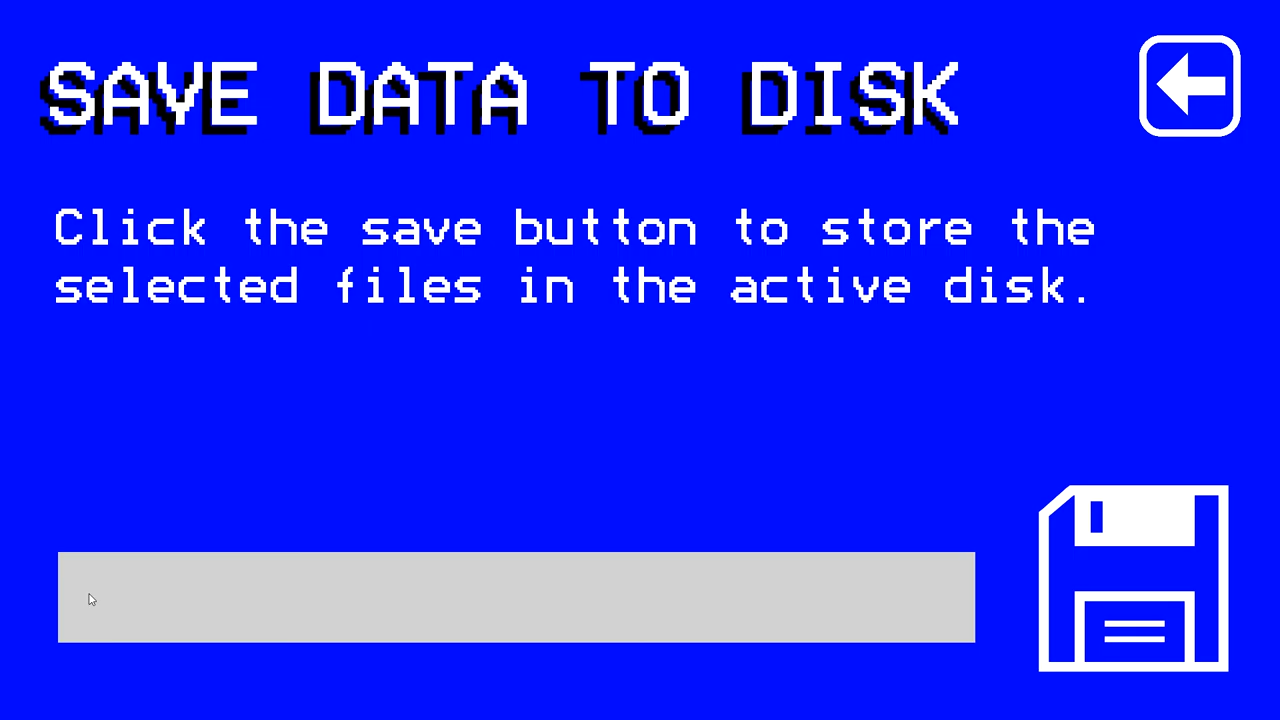 SAVE DATA TO DISK
Click the save button to store the
selected files in the active disk.